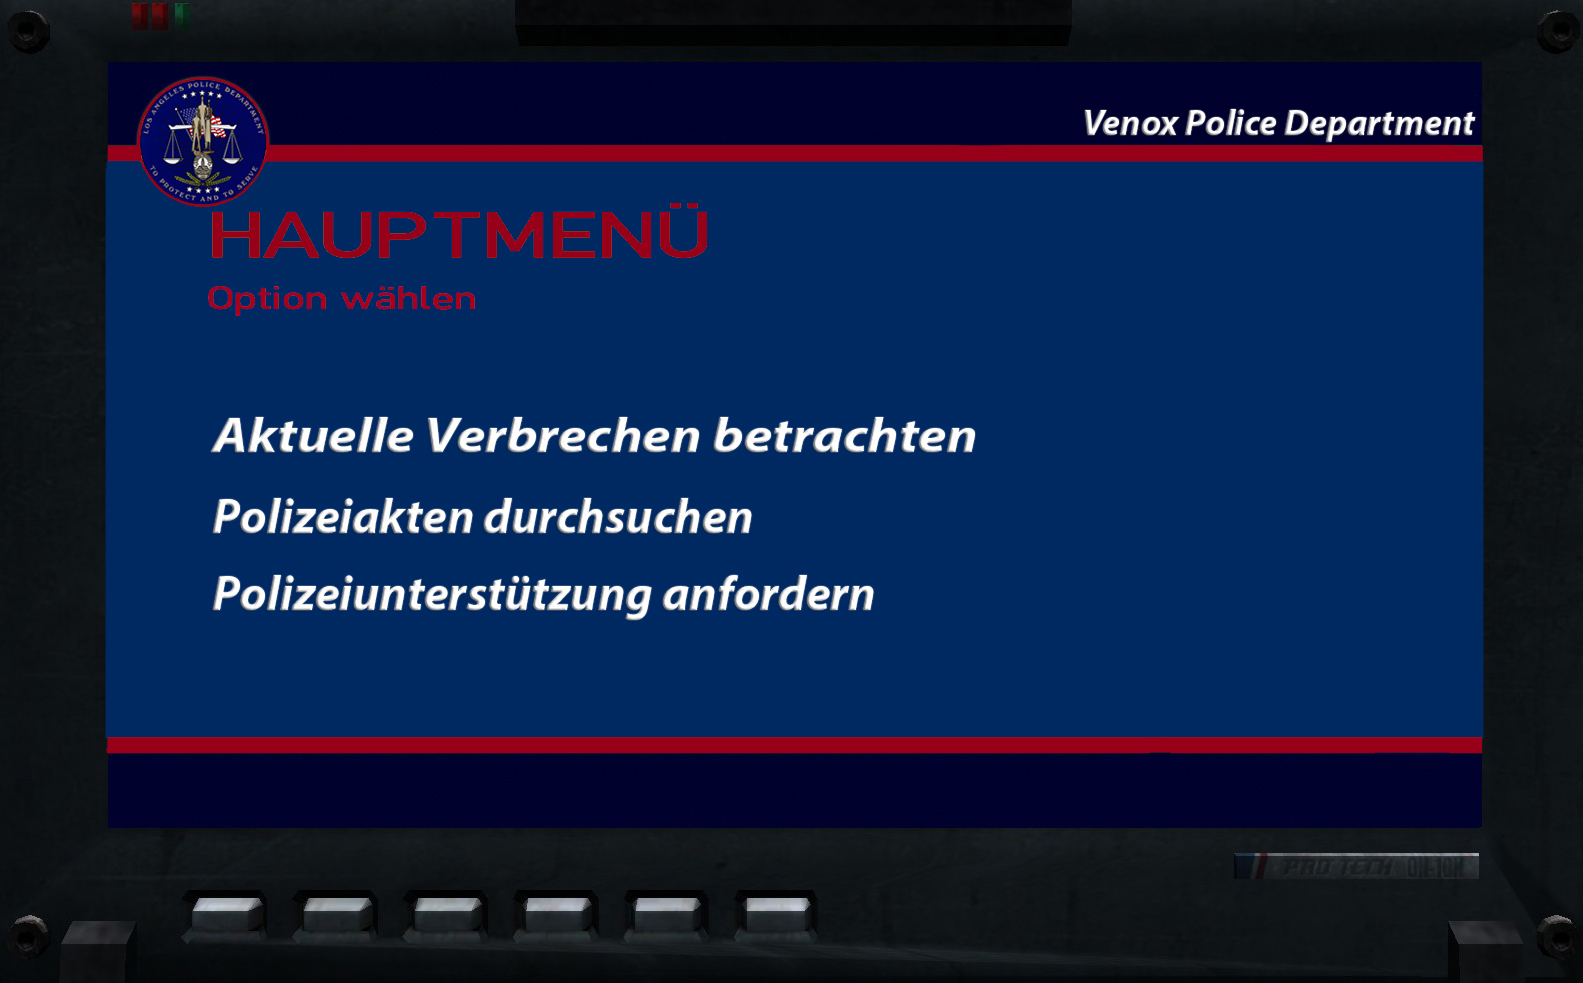 LOS ANGELES POLICE DEPARTMENT
TO PROTECT AND TO SERVE
Venox Police Department
HAUPTMENÜ
Option wählen
Aktuelle Verbrechen betrachten
Polizeiakten durchsuchen
Polizeiunterstützung anfordern
PRO TECH